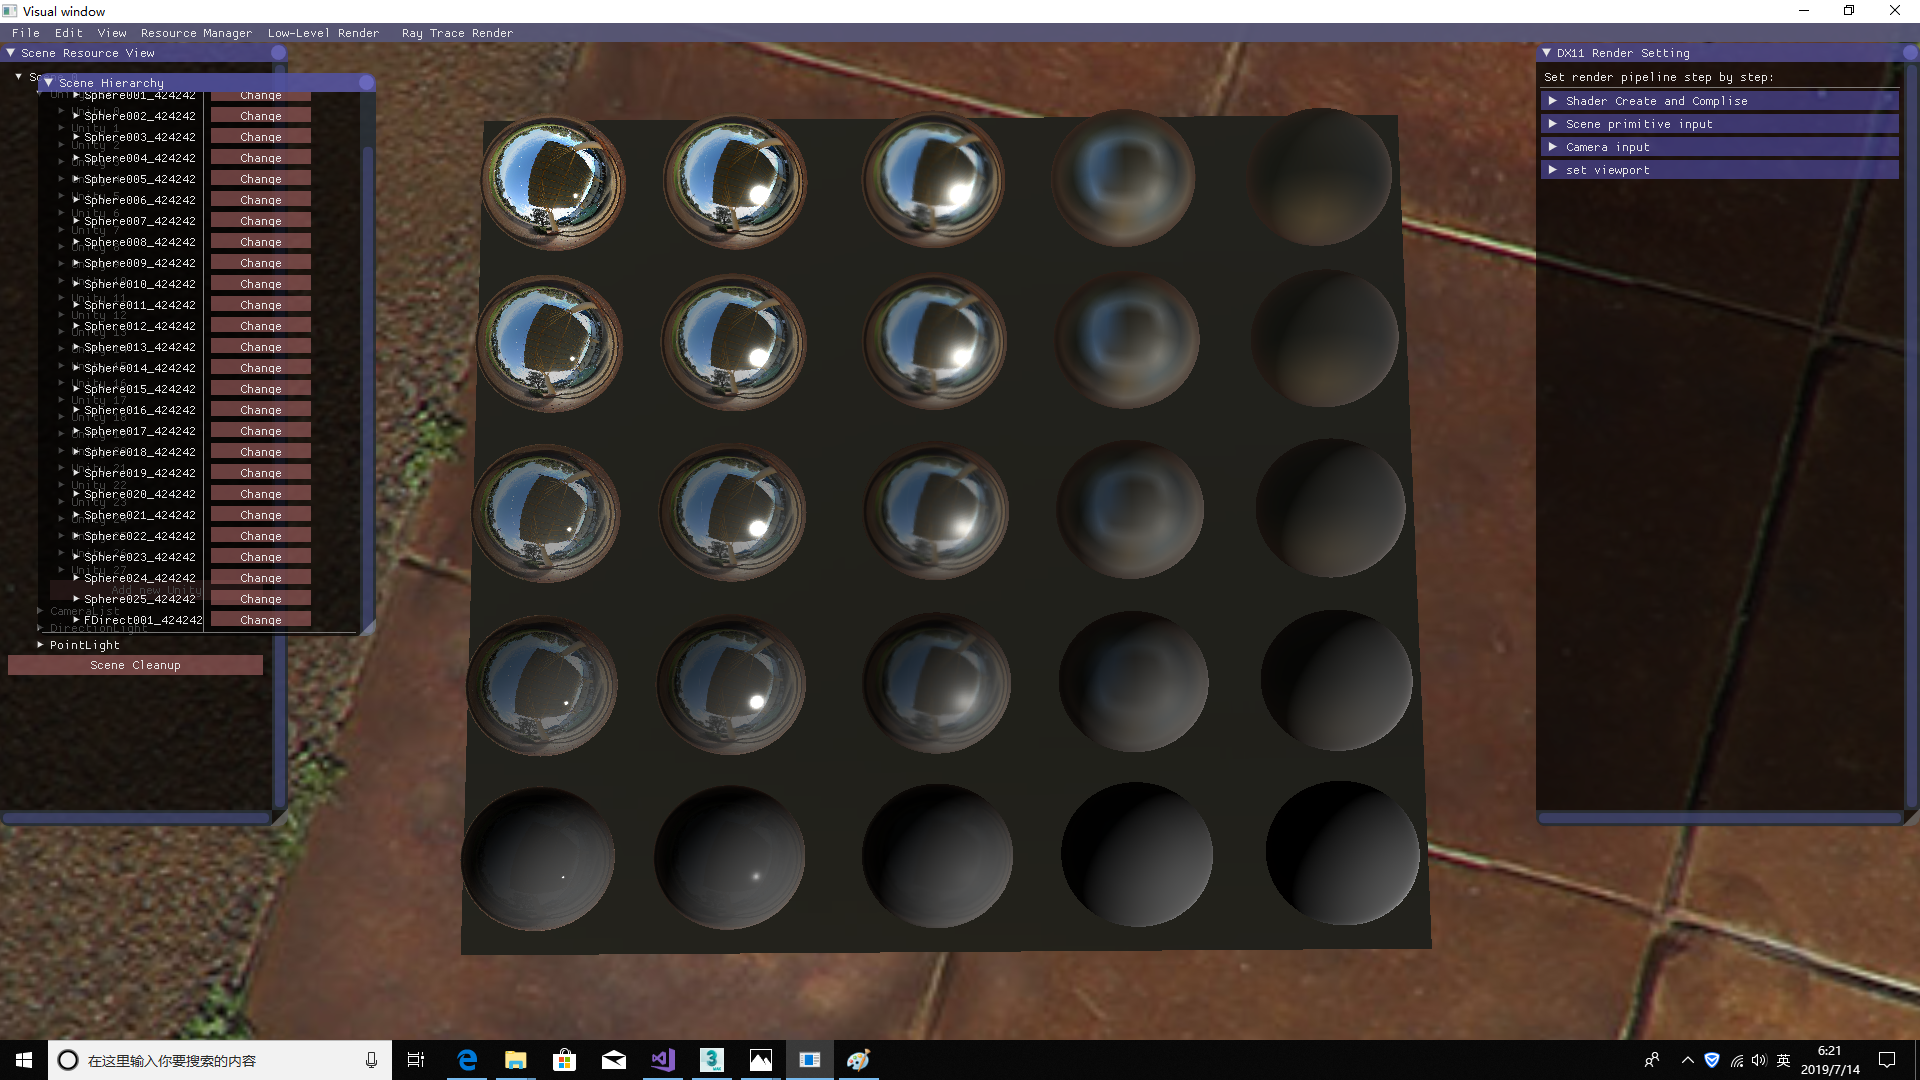 Visual window
File Edit View Resource Manager Low-Level Render Ray Trace Render
Scene Resource View
Scene Hierarchy
Sphere001_424242 Change
Sphere002_424242 Change
Sphere003_424242 Change
Sphere004_424242 Change
Sphere005_424242 Change
Sphere006_424242 Change
Sphere007_424242 Change
Sphere008_424242 Change
Sphere009_424242 Change
Sphere010_424242 Change
Sphere011_424242 Change
Sphere012_424242 Change
Sphere013_424242 Change
Sphere014_424242 Change
Sphere015_424242 Change
Sphere016_424242 Change
Sphere017_424242 Change
Sphere018_424242 Change
Sphere019_424242 Change
Sphere020_424242 Change
Sphere021_424242 Change
Sphere022_424242 Change
Sphere023_424242 Change
Sphere024_424242 Change
Sphere025_424242 Change
FDirect001_424242 Change
CameraList
DirectionLight
PointLight
Scene Cleanup
DX11 Render Setting
Set render pipeline step by step:
Shader Create and Complise
Scene primitive input
Camera input
set viewport
在这里输入你要搜索的内容
英
6:21
2019/7/14